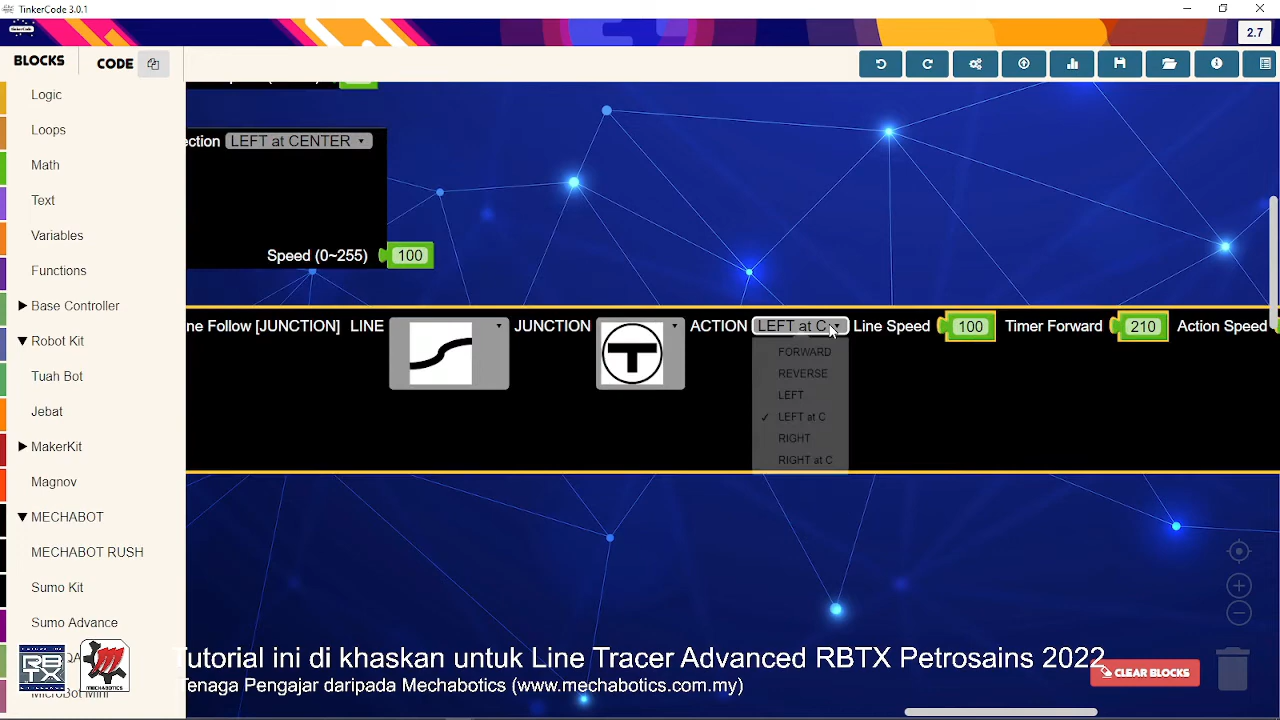 TinkerCode 3.0.1
2.7
BLOCKS
CODE
Logic
Loops
Math
Text
Variables
Functions
Base Controller
Robot Kit
Tuah Bot
Jebat
MakerKit
Magnov
MECHABOT
MECHABOT RUSH
Sumo Kit
Sumo Advance
ection LEFT at CENTER
Speed (0~255) 100
ne Follow [JUNCTION] LINE JUNCTION ACTION LEFT at C Line Speed 100 Timer Forward 210 Action Speed
FORWARD
REVERSE
LEFT
✓ LEFT at C
RIGHT
RIGHT at C
RBTX
MECHABOTICS
Tutorial ini di khaskan untuk Line Tracer Advanced RBTX Petrosains 2022
Tenaga Pengajar daripada Mechabotics (www.mechabotics.com.my)
CLEAR BLOCKS